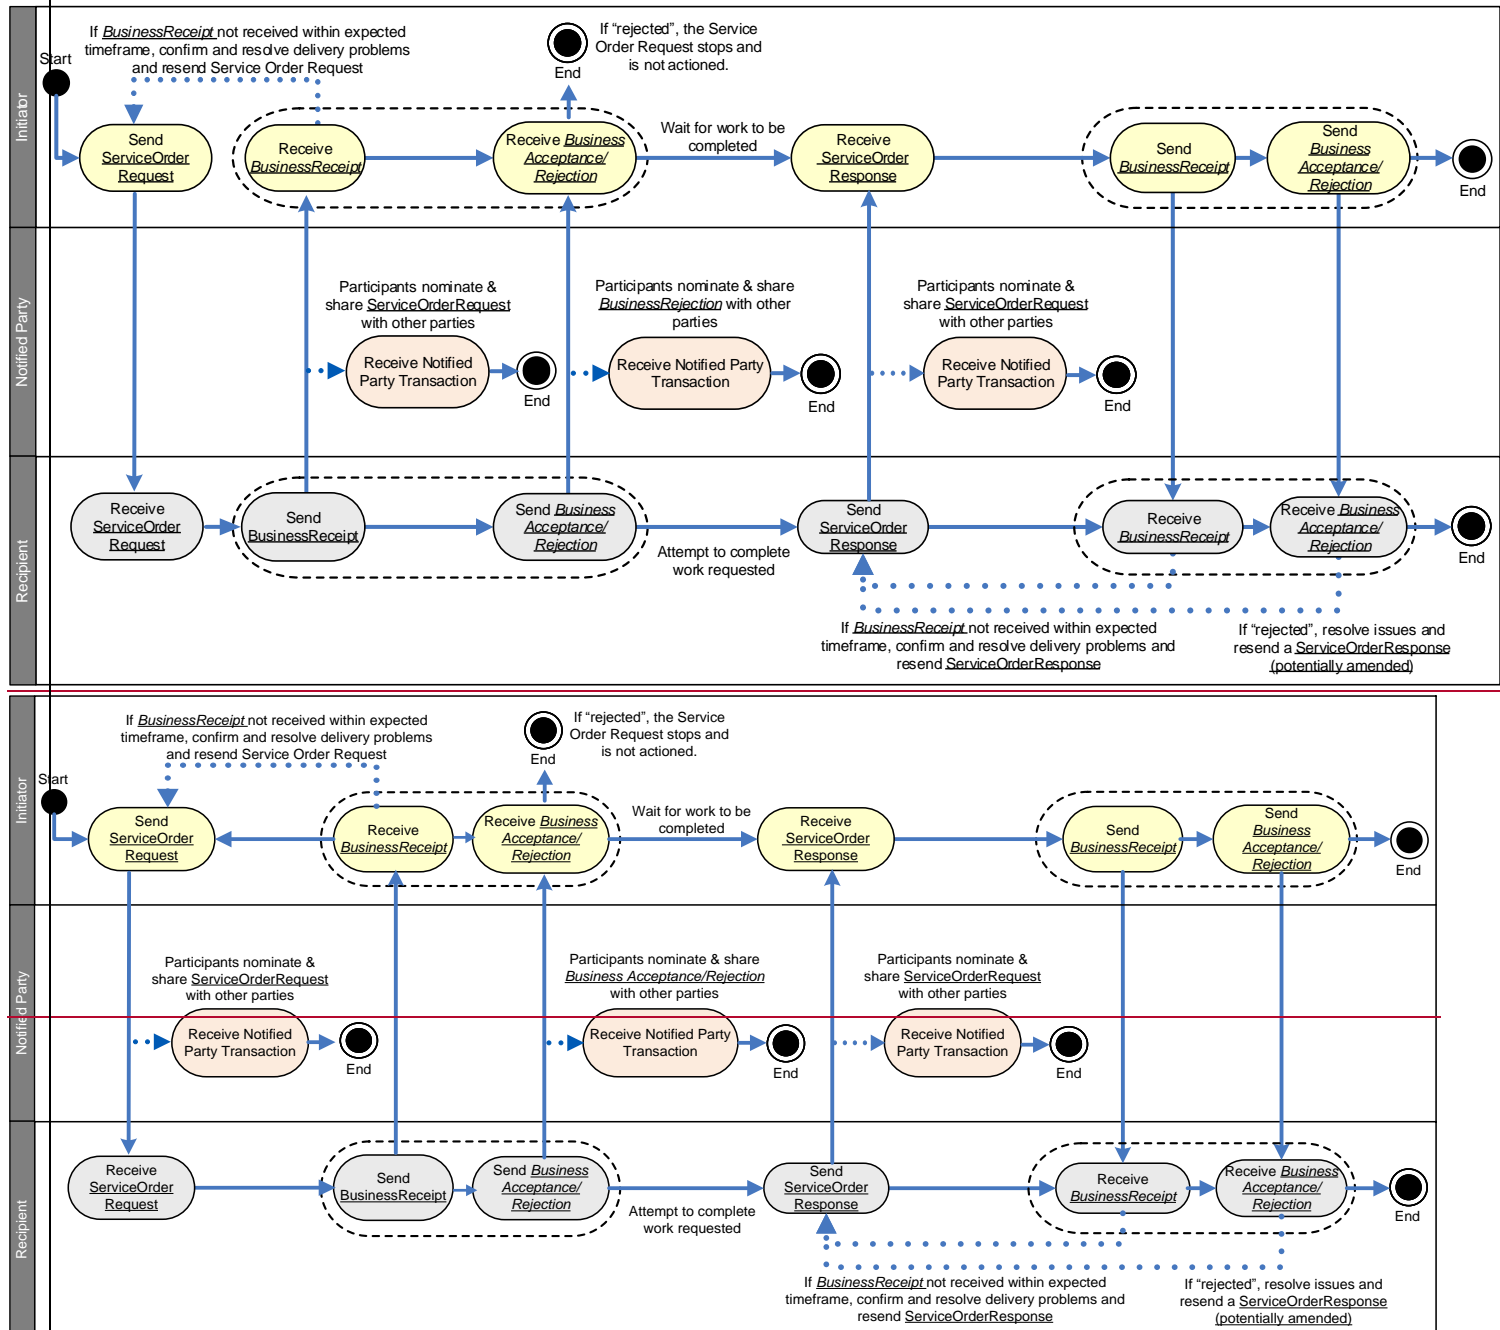 Initiator
Start
If BusinessReceipt not received within expected
timeframe, confirm and resolve delivery problems
and resend Service Order Request
End
If “rejected”, the Service
Order Request stops and
is not actioned.
Send
ServiceOrder
Request
Receive
BusinessReceipt
Receive Business
Acceptance/
Rejection
Wait for work to be
completed
Receive
ServiceOrder
Response
Send
BusinessReceipt
Send
Business
Acceptance/
Rejection
End
Notified Party
Participants nominate &
share ServiceOrderRequest
with other parties
Receive Notified
Party Transaction
End
Participants nominate & share
BusinessRejection with other
parties
Receive Notified Party
Transaction
End
Participants nominate &
share ServiceOrderRequest
with other parties
Receive Notified
Party Transaction
End
Recipient
Receive
ServiceOrder
Request
Send
BusinessReceipt
Send Business
Acceptance/
Rejection
Attempt to complete
work requested
Send
ServiceOrder
Response
Receive
BusinessReceipt
Receive Business
Acceptance/
Rejection
End
If BusinessReceipt not received within expected
timeframe, confirm and resolve delivery problems and
resend ServiceOrderResponse
If “rejected”, resolve issues and
resend a ServiceOrderResponse
(potentially amended)
Initiator
Start
If BusinessReceipt not received within expected
timeframe, confirm and resolve delivery problems
and resend Service Order Request
End
If “rejected”, the Service
Order Request stops and
is not actioned.
Send
ServiceOrder
Request
Receive
BusinessReceipt
Receive Business
Acceptance/
Rejection
Wait for work to be
completed
Receive
ServiceOrder
Response
Send
BusinessReceipt
Send
Business
Acceptance/
Rejection
End
Notified Party
Participants nominate &
share ServiceOrderRequest
with other parties
Receive Notified
Party Transaction
End
Participants nominate & share
Business Acceptance/Rejection
with other parties
Receive Notified Party
Transaction
End
Participants nominate &
share ServiceOrderRequest
with other parties
Receive Notified
Party Transaction
End
Recipient
Receive
ServiceOrder
Request
Send
BusinessReceipt
Send Business
Acceptance/
Rejection
Attempt to complete
work requested
Send
ServiceOrder
Response
Receive
BusinessReceipt
Receive Business
Acceptance/
Rejection
End
If BusinessReceipt not received within expected
timeframe, confirm and resolve delivery problems and
resend ServiceOrderResponse
If “rejected”, resolve issues and
resend a ServiceOrderResponse
(potentially amended)